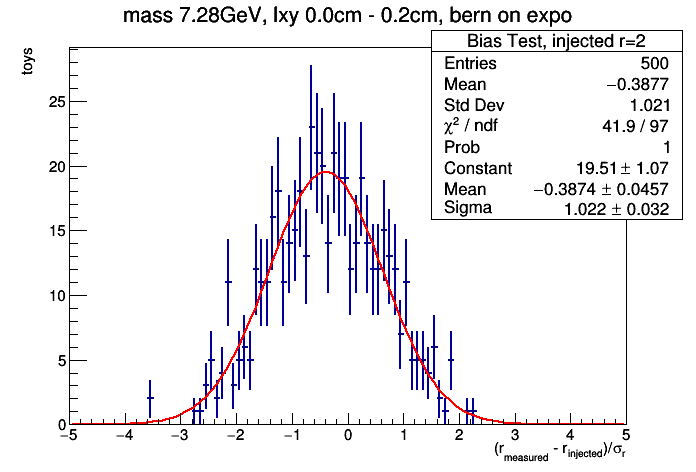 mass 7.28GeV, lxy 0.0cm - 0.2cm, bern on expo
Bias Test, injected r=2
Entries 500
Mean −0.3877
Std Dev 1.021
χ² / ndf 41.9 / 97
Prob 1
Constant 19.51 ± 1.07
Mean −0.3874 ± 0.0457
Sigma 1.022 ± 0.032
toys
25
20
15
10
5
0
−5 −4 −3 −2 −1 0 1 2 3 4 5
(r_measured - r_injected)/σ_r